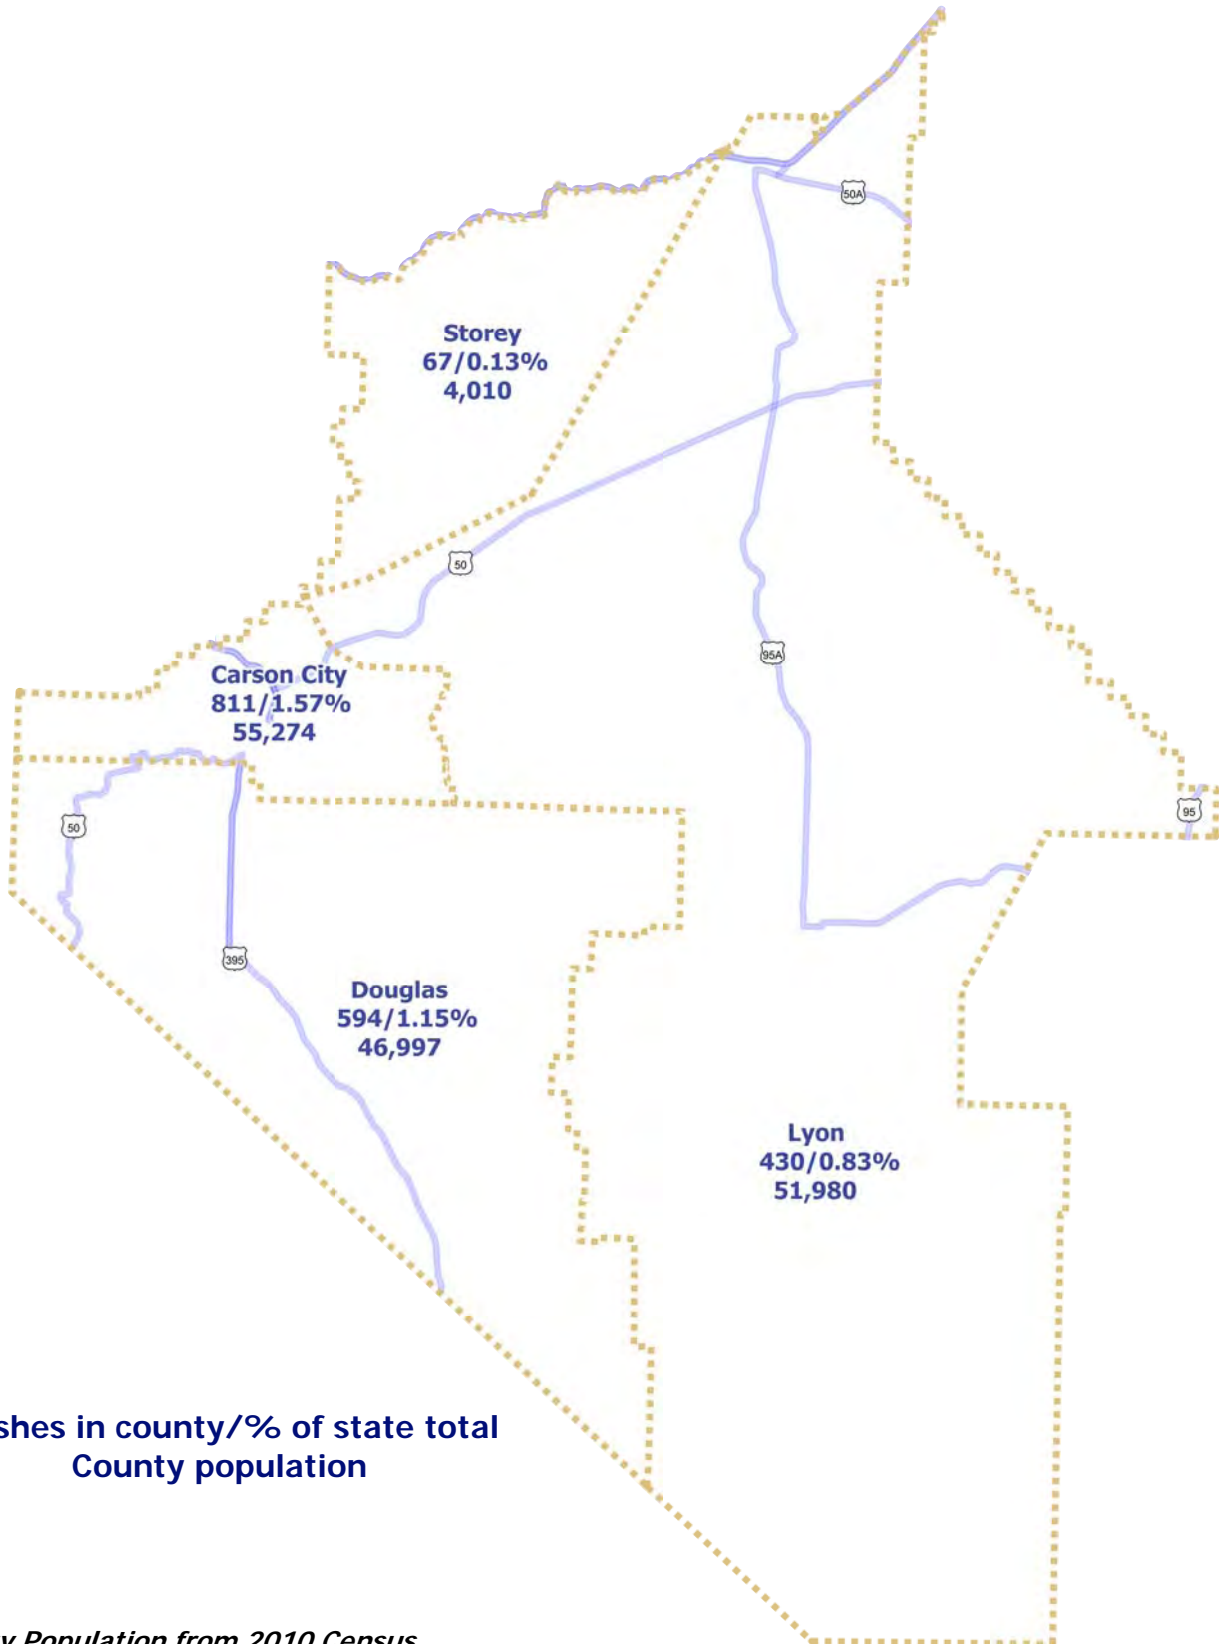 50A
Storey
67/0.13%
4,010
50
95A
Carson City
811/1.57%
55,274
95
50
395
Douglas
594/1.15%
46,997
Lyon
430/0.83%
51,980
shes in county/% of state total
County population
y Population from 2010 Census